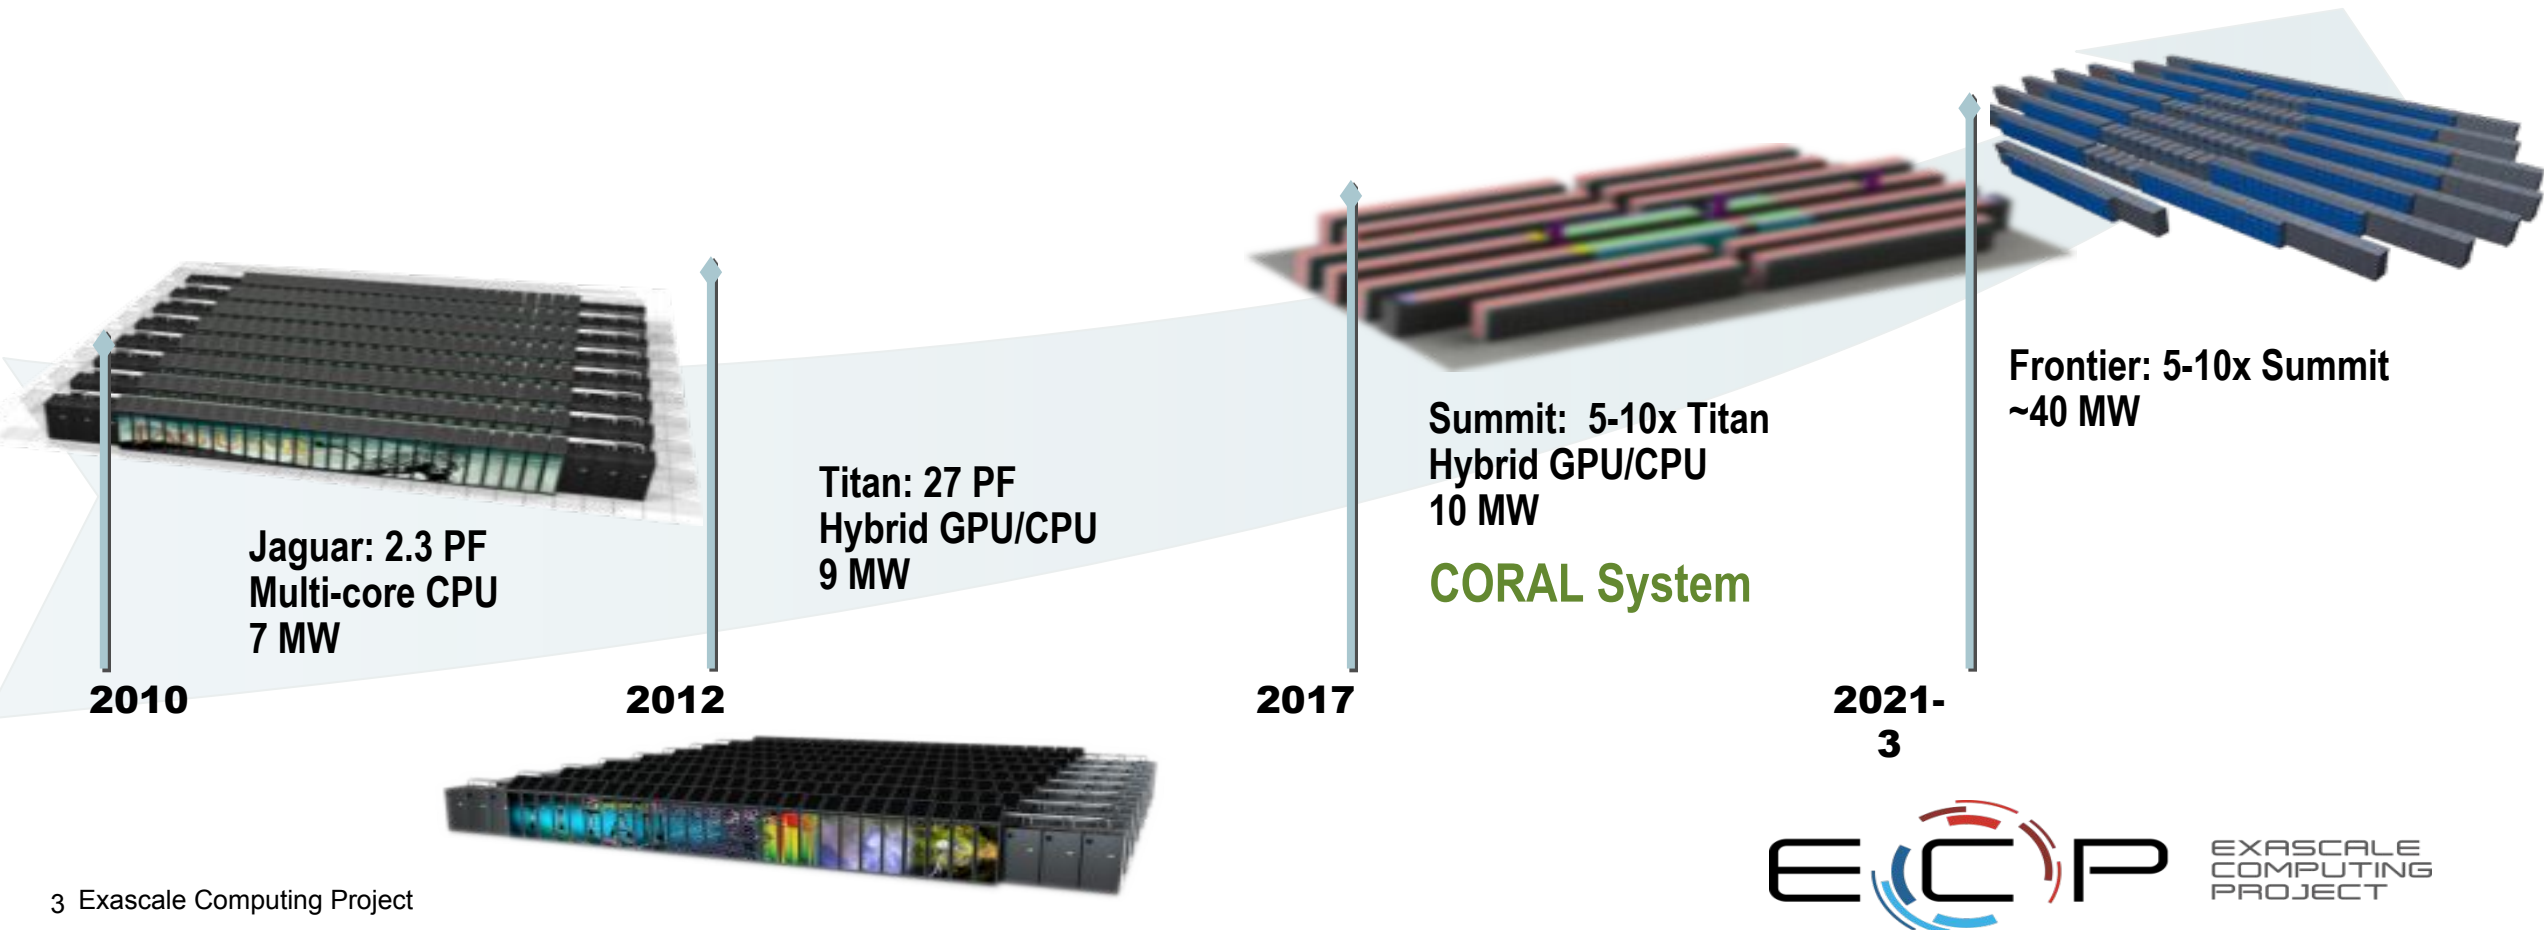 Jaguar: 2.3 PF
Multi-core CPU
7 MW
Titan: 27 PF
Hybrid GPU/CPU
9 MW
Summit:  5-10x Titan
Hybrid GPU/CPU
10 MW
CORAL System
Frontier: 5-10x Summit
~40 MW
2010
2012
2017
2021-
3
3 Exascale Computing Project
ECP
EXASCALE
COMPUTING
PROJECT